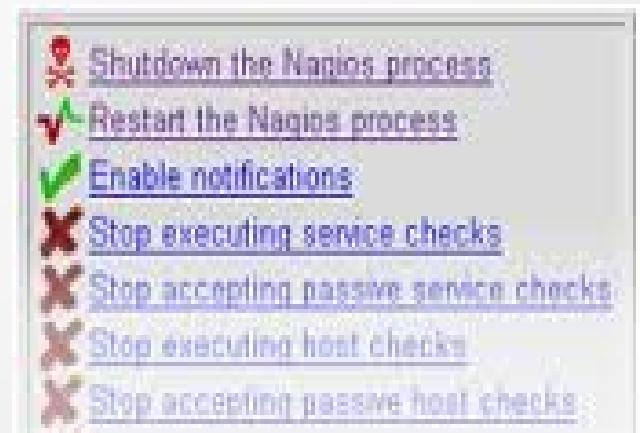 Shutdown the Nagios process
Restart the Nagios process
Enable notifications
Stop executing service checks
Stop accepting passive service checks
Stop executing host checks
Stop accepting passive host checks